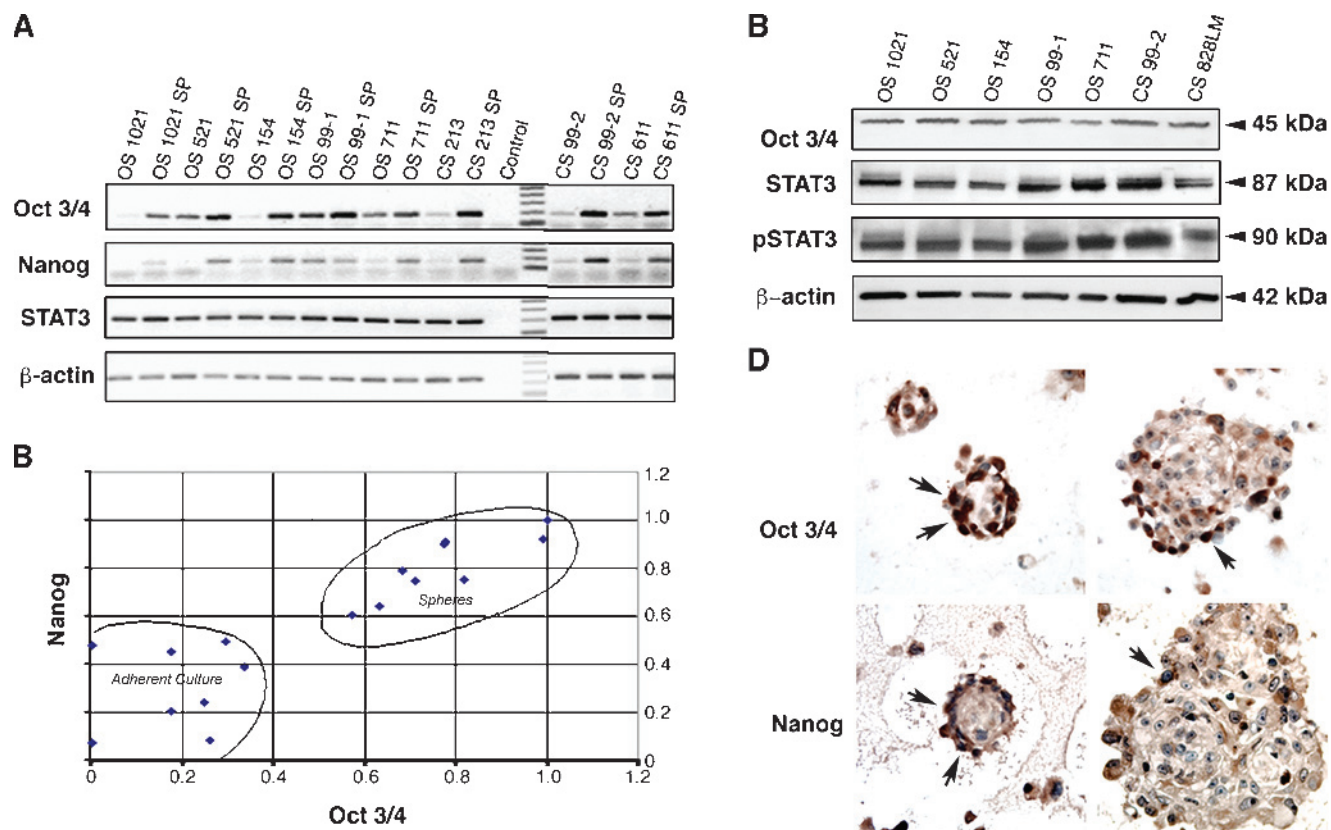 A
OS 1021
OS 1021 SP
OS 521
OS 521 SP
OS 154
OS 154 SP
OS 99-1
OS 99-1 SP
OS 711
OS 711 SP
CS 213
CS 213 SP
Control
CS 99-2
CS 99-2 SP
CS 611
CS 611 SP
Oct 3/4
Nanog
STAT3
β-actin
B
OS 1021
OS 521
OS 154
OS 99-1
OS 711
CS 99-2
CS 828LM
Oct 3/4
45 kDa
STAT3
87 kDa
pSTAT3
90 kDa
β-actin
42 kDa
B
Nanog
1.2
1.0
0.8
0.6
0.4
0.2
0
Spheres
Adherent Culture
0
0.2
0.4
0.6
0.8
1.0
1.2
Oct 3/4
D
Oct 3/4
Nanog